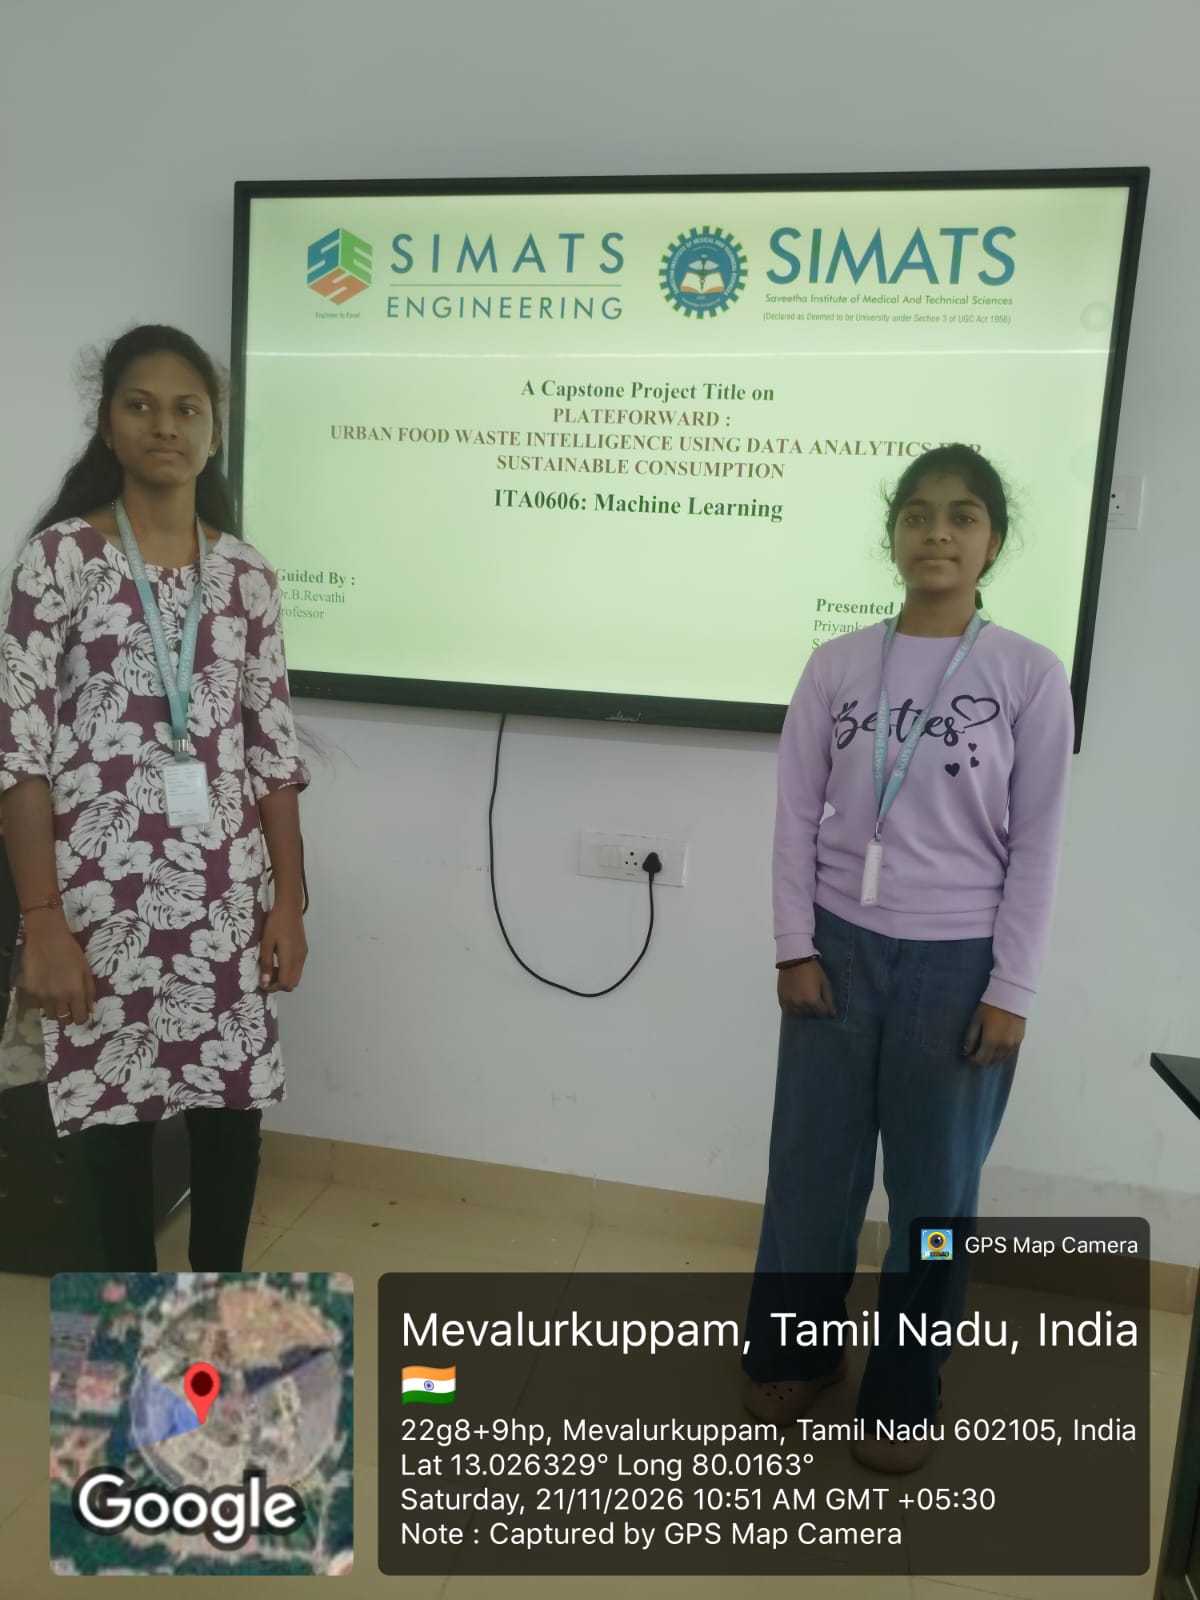 SIMATS
ENGINEERING
Engineer to Excel
SIMATS
Saveetha Institute of Medical And Technical Sciences
(Declared as Deemed to be University under Section 3 of UGC Act 1956)
A Capstone Project Title on
PLATEFORWARD :
URBAN FOOD WASTE INTELLIGENCE USING DATA ANALYTICS
SUSTAINABLE CONSUMPTION
ITA0606: Machine Learning
Guided By :
Dr.B.Revathi
rofessor
Presented
Priyank
Besties
SIMATS ENGINEERING
GPS Map Camera
Mevalurkuppam, Tamil Nadu, India
22g8+9hp, Mevalurkuppam, Tamil Nadu 602105, India
Lat 13.026329° Long 80.0163°
Saturday, 21/11/2026 10:51 AM GMT +05:30
Note : Captured by GPS Map Camera
Google